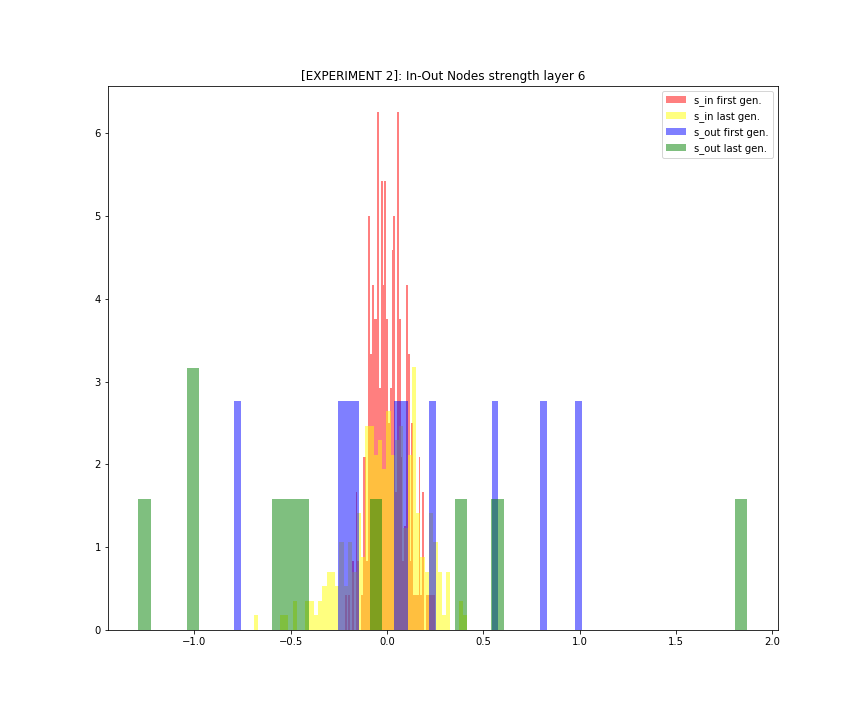 [EXPERIMENT 2]: In-Out Nodes strength layer 6
s_in first gen.
s_in last gen.
s_out first gen.
s_out last gen.
6
5
4
3
2
1
0
−1.0 −0.5 0.0 0.5 1.0 1.5 2.0